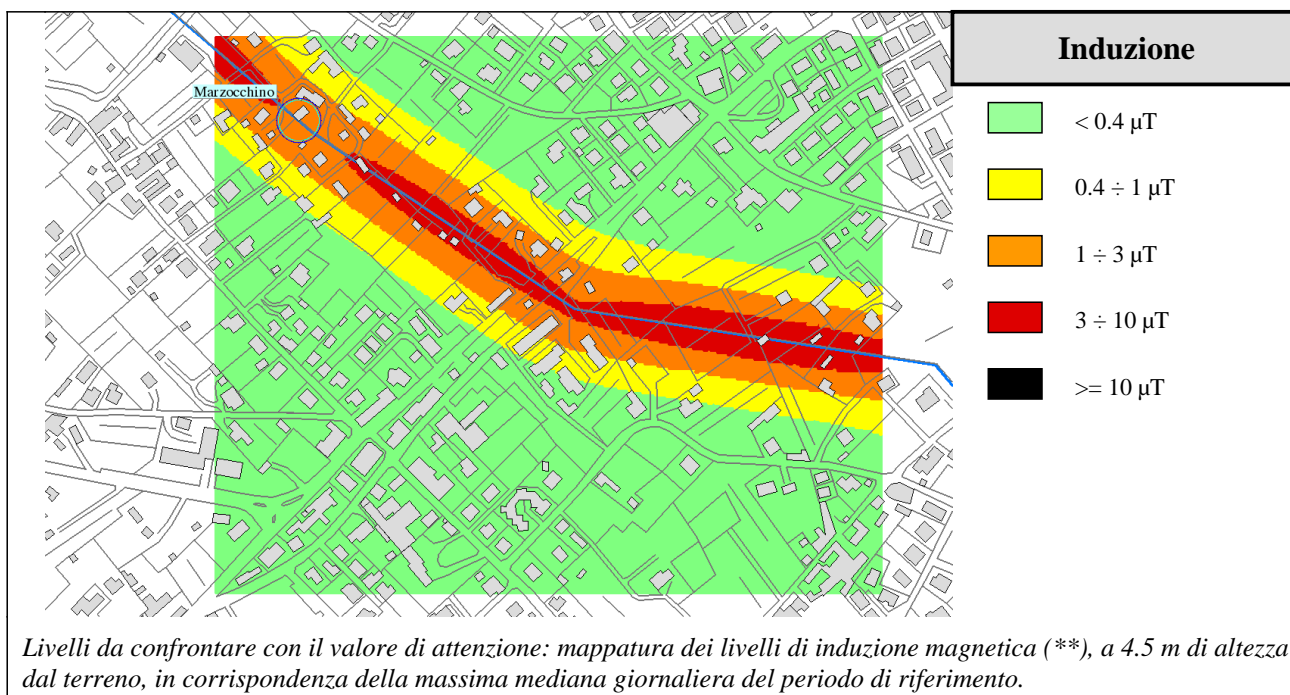 Marzocchino
Induzione
< 0.4 µT
0.4 ÷ 1 µT
1 ÷ 3 µT
3 ÷ 10 µT
>= 10 µT
Livelli da confrontare con il valore di attenzione: mappatura dei livelli di induzione magnetica (**), a 4.5 m di altezza
dal terreno, in corrispondenza della massima mediana giornaliera del periodo di riferimento.